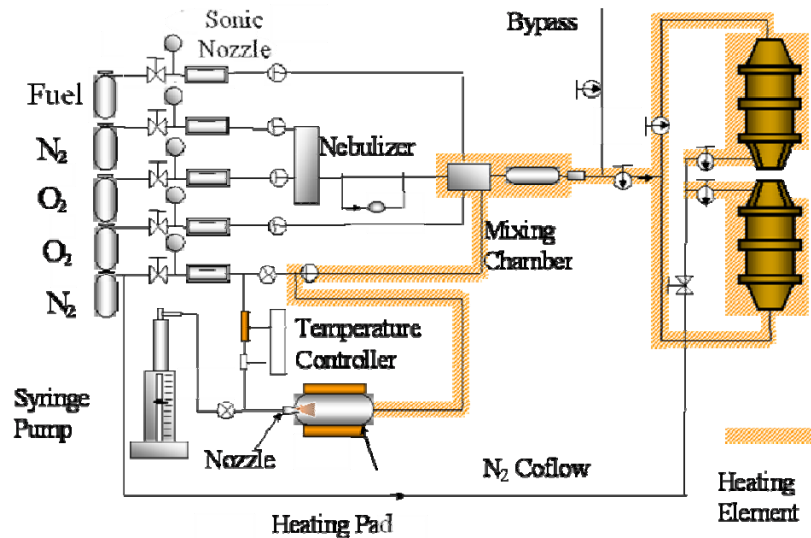 Sonic
Nozzle
Bypass
Fuel
N₂
Nebulizer
O₂
O₂
Mixing
Chamber
N₂
Temperature
Controller
Syringe
Pump
Nozzle
N₂ Coflow
Heating
Element
Heating Pad